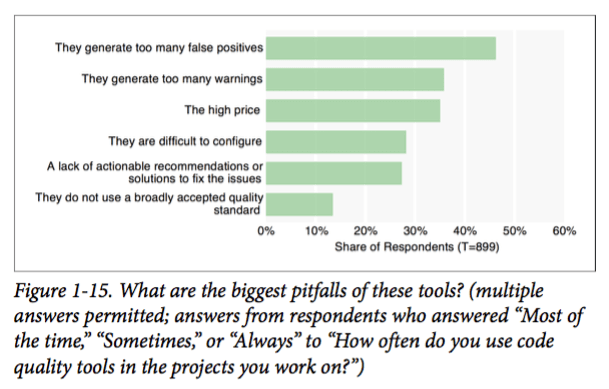 They generate too many false positives
They generate too many warnings
The high price
They are difficult to configure
A lack of actionable recommendations or
solutions to fix the issues
They do not use a broadly accepted quality
standard
0% 10% 20% 30% 40% 50% 60%
Share of Respondents (T=899)
Figure 1-15. What are the biggest pitfalls of these tools? (multiple
answers permitted; answers from respondents who answered “Most of
the time,” “Sometimes,” or “Always” to “How often do you use code
quality tools in the projects you work on?”)